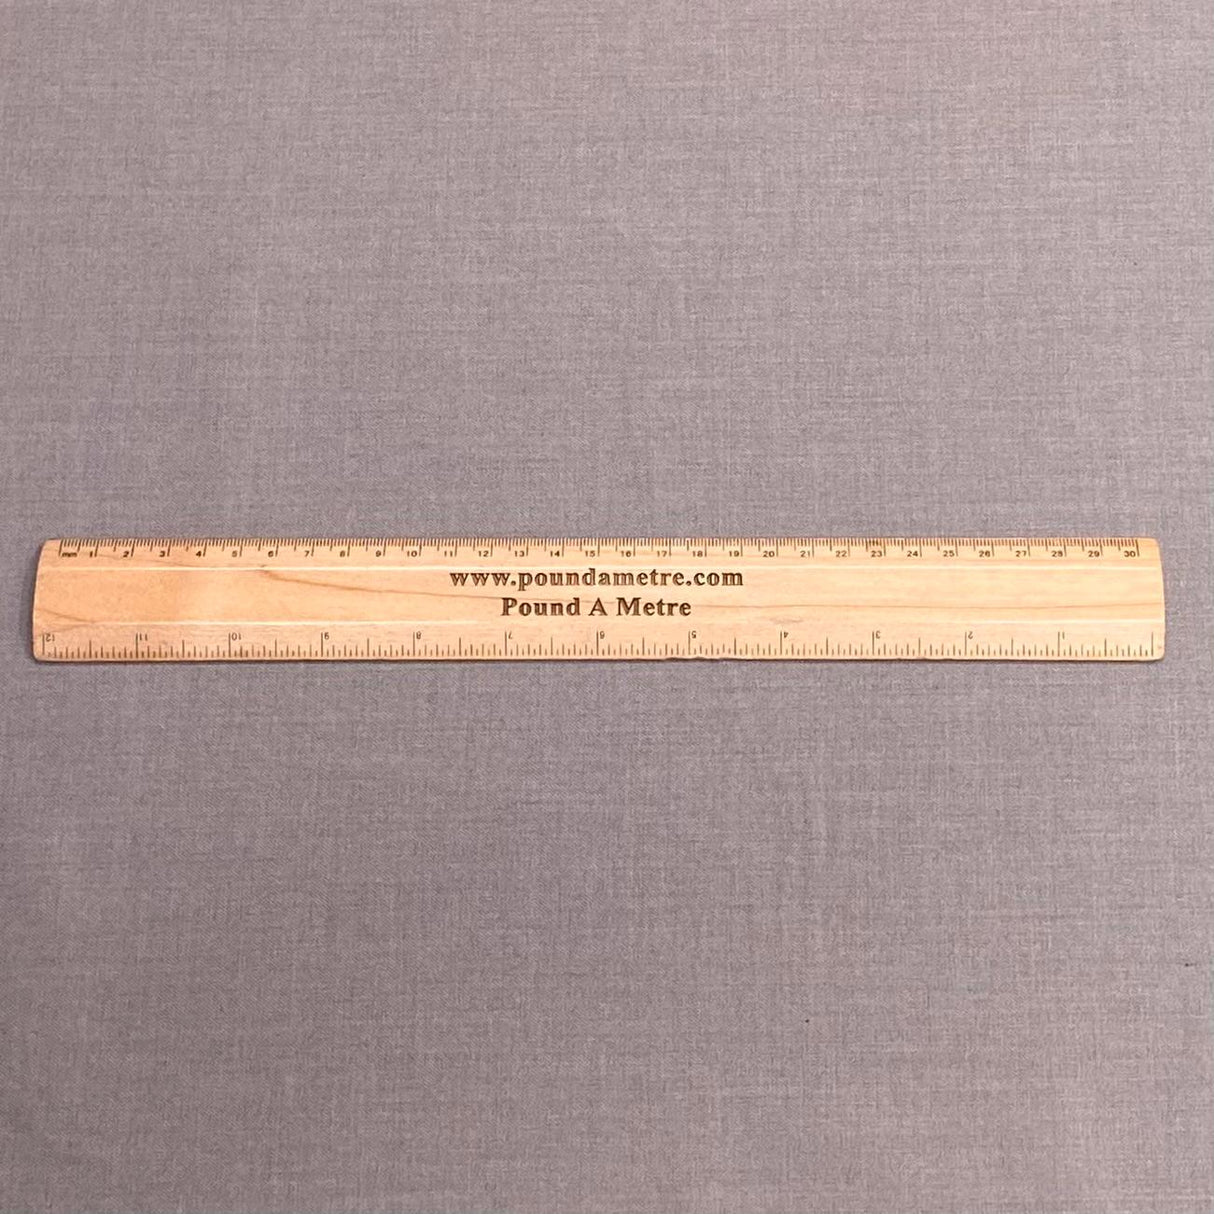 mm 1 2 3 4 5 6 7 8 9 10 11 12 13 14 15 16 17 18 19 20 21 22 23 24 25 26 27 28 29 30
www.poundametre.com
Pound A Metre
12 11 10 9 8 7 6 5 4 3 2 1